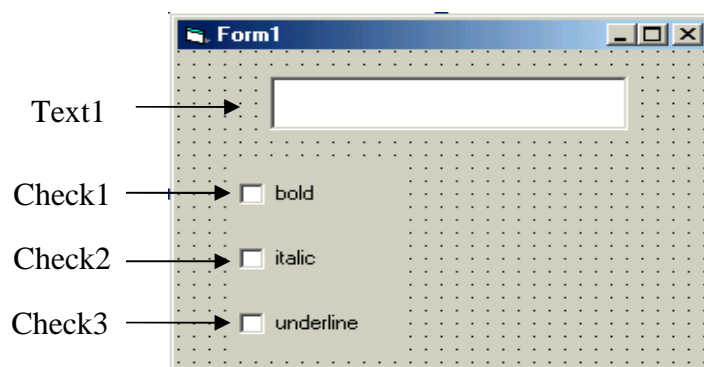 Form1
Text1
Check1 bold
Check2 italic
Check3 underline